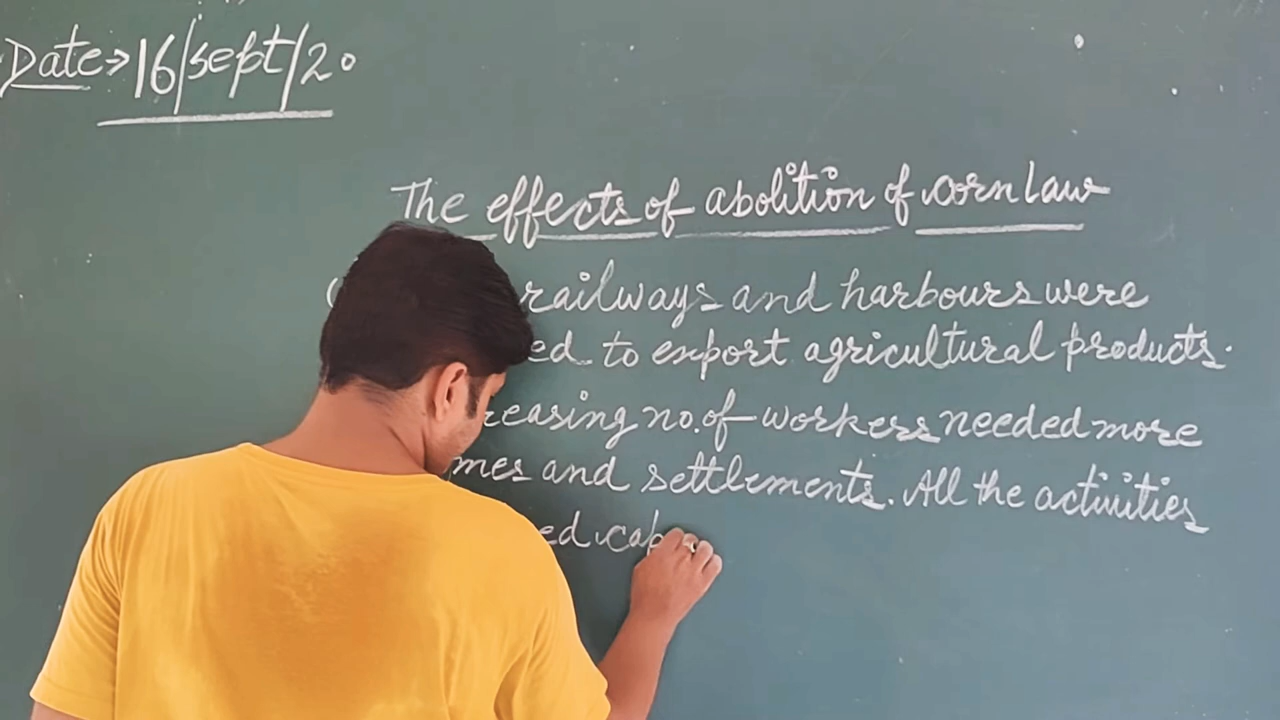 Date→ 16/sept/20
The effects of abolition of corn law
railways and harbours were
ed to export agricultural products.
reasing no. of workers needed more
mes and settlements. All the activities
ed cap